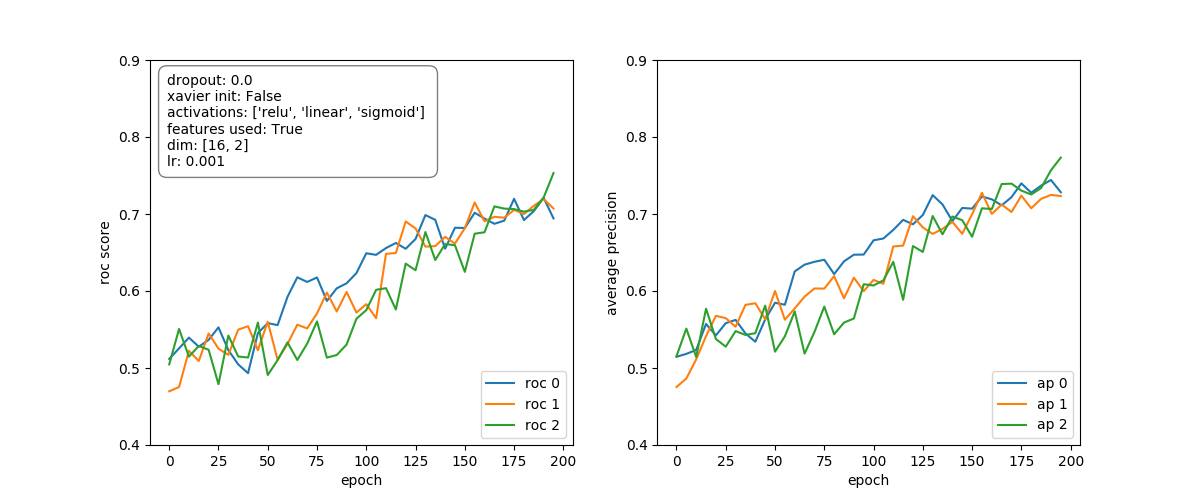 0.9
0.8
0.7
0.6
0.5
0.4
roc score
dropout: 0.0
xavier init: False
activations: ['relu', 'linear', 'sigmoid']
features used: True
dim: [16, 2]
lr: 0.001
roc 0
roc 1
roc 2
0 25 50 75 100 125 150 175 200
epoch
0.9
0.8
0.7
0.6
0.5
0.4
average precision
ap 0
ap 1
ap 2
0 25 50 75 100 125 150 175 200
epoch